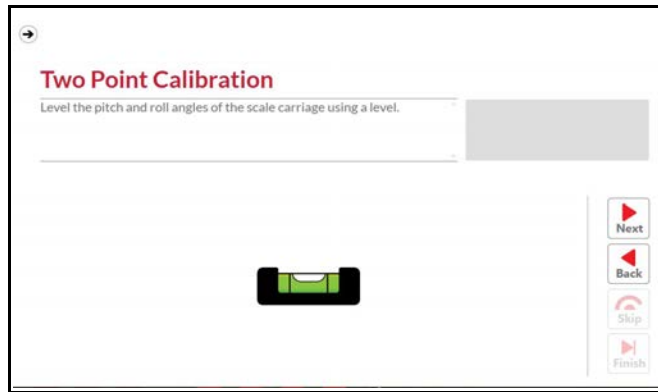 Two Point Calibration
Level the pitch and roll angles of the scale carriage using a level.
Next
Back
Skip
Finish